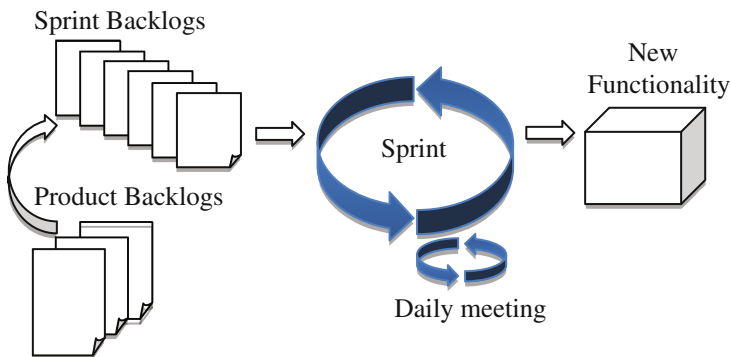 Sprint Backlogs
Product Backlogs
Sprint
Daily meeting
New
Functionality